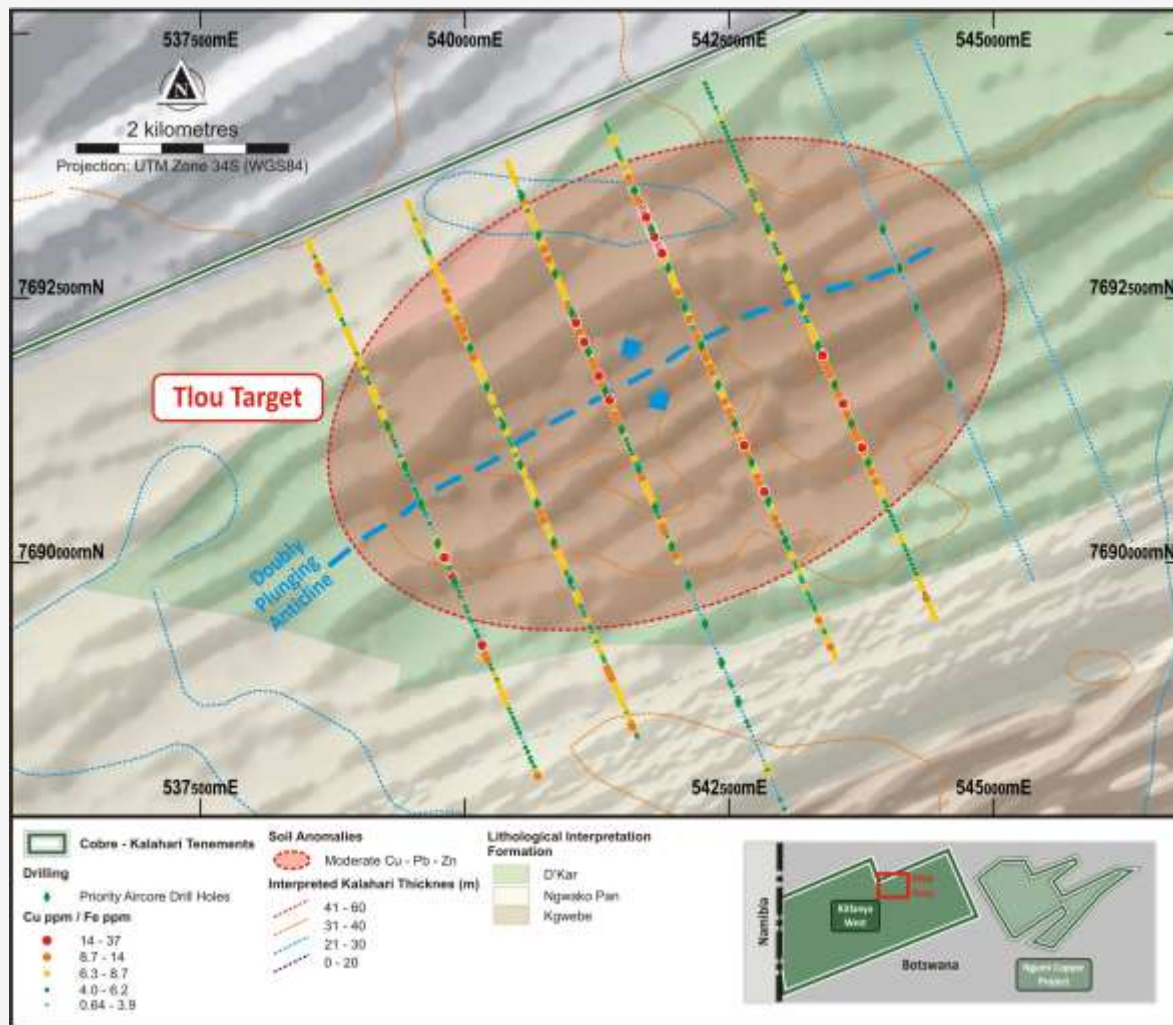 537500mE
540000mE
542500mE
545000mE
N
2 kilometres
Projection: UTM Zone 34S (WGS84)
7692500mN
7692500mN
Tlou Target
7690000mN
7690000mN
Doubly
Plunging
Anticline
537500mE
542500mE
545000mE
Cobre - Kalahari Tenements
Drilling
Priority Aircore Drill Holes
Cu ppm / Fe ppm
14 - 37
8.7 - 14
6.3 - 8.7
4.0 - 6.2
0.64 - 3.9
Soil Anomalies
Moderate Cu - Pb - Zn
Interpreted Kalahari Thicknes (m)
41 - 60
31 - 40
21 - 30
0 - 20
Lithological Interpretation
Formation
D'Kar
Ngwako Pan
Kgwebe
Namibia
Kitlanya
West
Botswana
Ngami Copper
Project